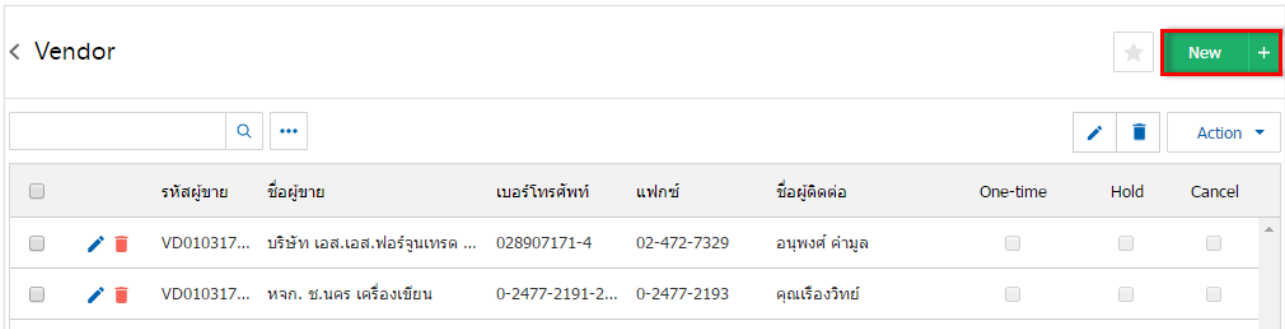 Vendor
New +
Action
รหัสผู้ขาย ชื่อผู้ขาย เบอร์โทรศัพท์ แฟกซ์ ชื่อผู้ติดต่อ One-time Hold Cancel
VD010317... บริษัท เอส.เอส.ฟอร์จูนเทรด ... 028907171-4 02-472-7329 อนุพงศ์ คำมูล
VD010317... หจก. ช.นคร เครื่องเขียน 0-2477-2191-2... 0-2477-2193 คุณเรืองวิทย์